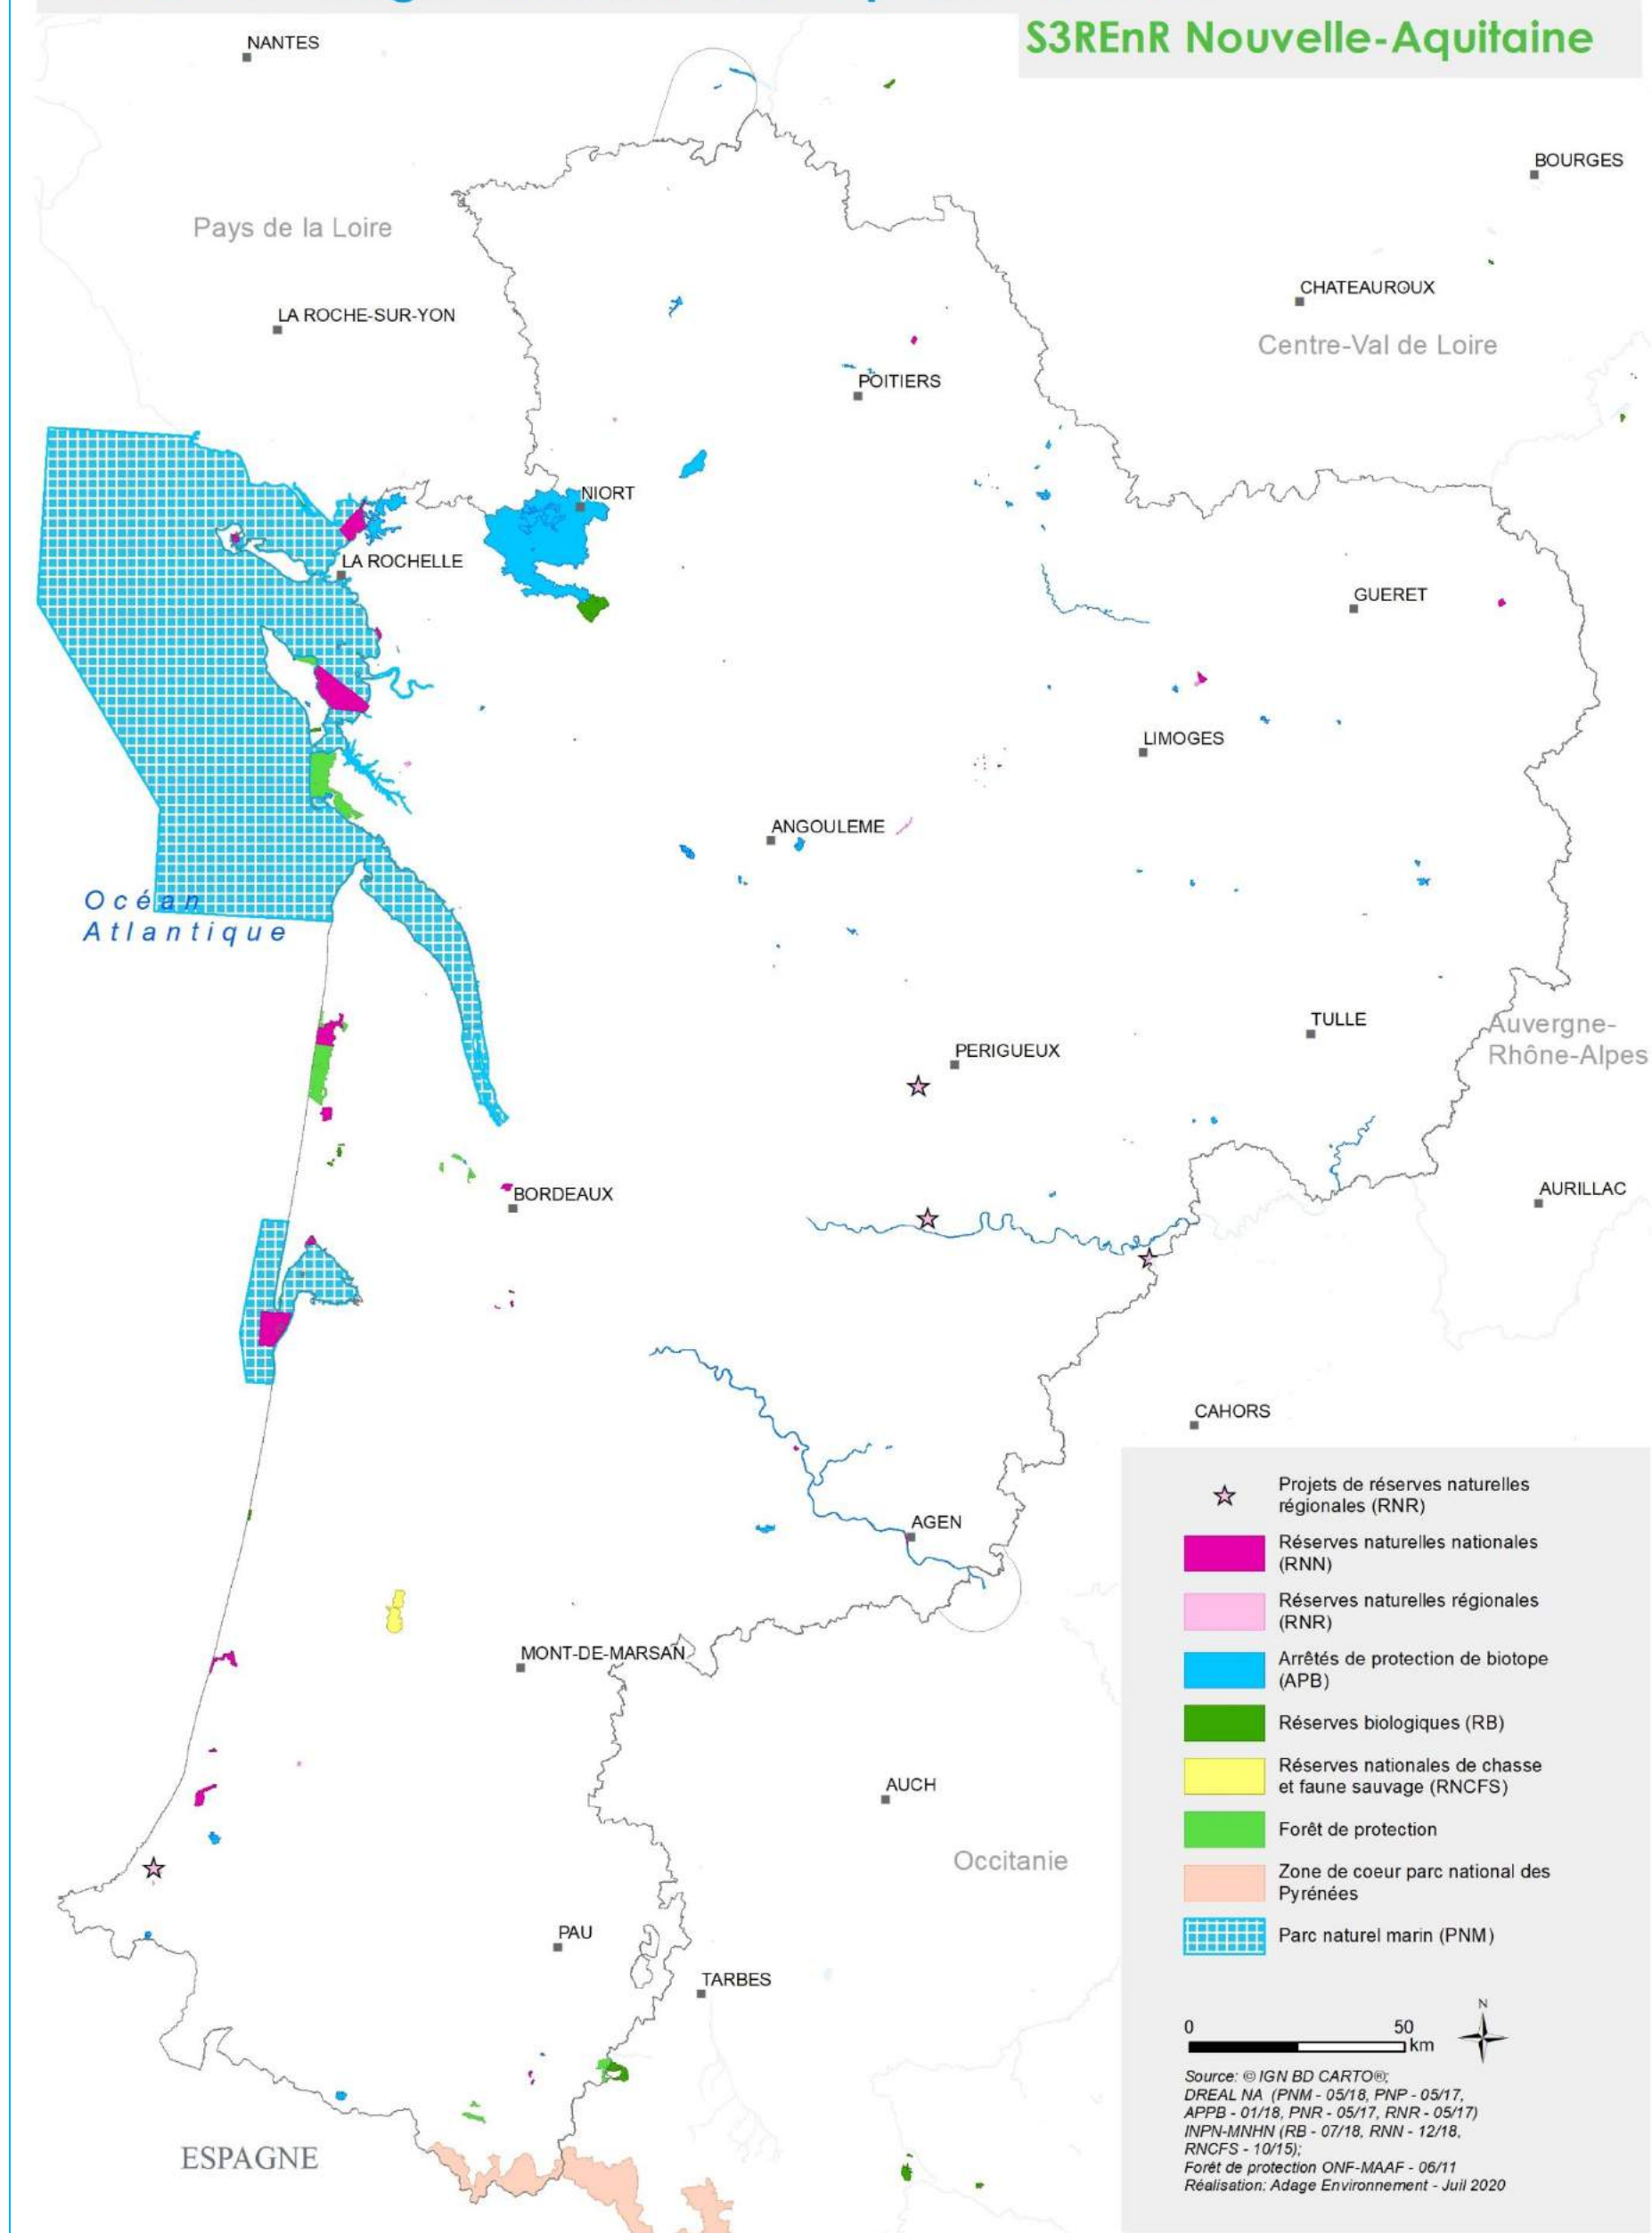 S3REnR Nouvelle-Aquitaine
NANTES
BOURGES
Pays de la Loire
CHATEAUROUX
LA ROCHE-SUR-YON
Centre-Val de Loire
POITIERS
NIORT
LA ROCHELLE
GUERET
LIMOGES
ANGOULEME
Océan
Atlantique
TULLE
Auvergne-
Rhône-Alpes
PERIGUEUX
BORDEAUX
AURILLAC
CAHORS
AGEN
MONT-DE-MARSAN
AUCH
Occitanie
PAU
TARBES
ESPAGNE
Projets de réserves naturelles
régionales (RNR)
Réserves naturelles nationales
(RNN)
Réserves naturelles régionales
(RNR)
Arrêtés de protection de biotope
(APB)
Réserves biologiques (RB)
Réserves nationales de chasse
et faune sauvage (RNCFS)
Forêt de protection
Zone de coeur parc national des
Pyrénées
Parc naturel marin (PNM)
N
0 50
km
Source: © IGN BD CARTO®;
DREAL NA (PNM - 05/18, PNP - 05/17,
APPB - 01/18, PNR - 05/17, RNR - 05/17)
INPN-MNHN (RB - 07/18, RNN - 12/18,
RNCFS - 10/15);
Forêt de protection ONF-MAAF - 06/11
Réalisation: Adage Environnement - Juil 2020